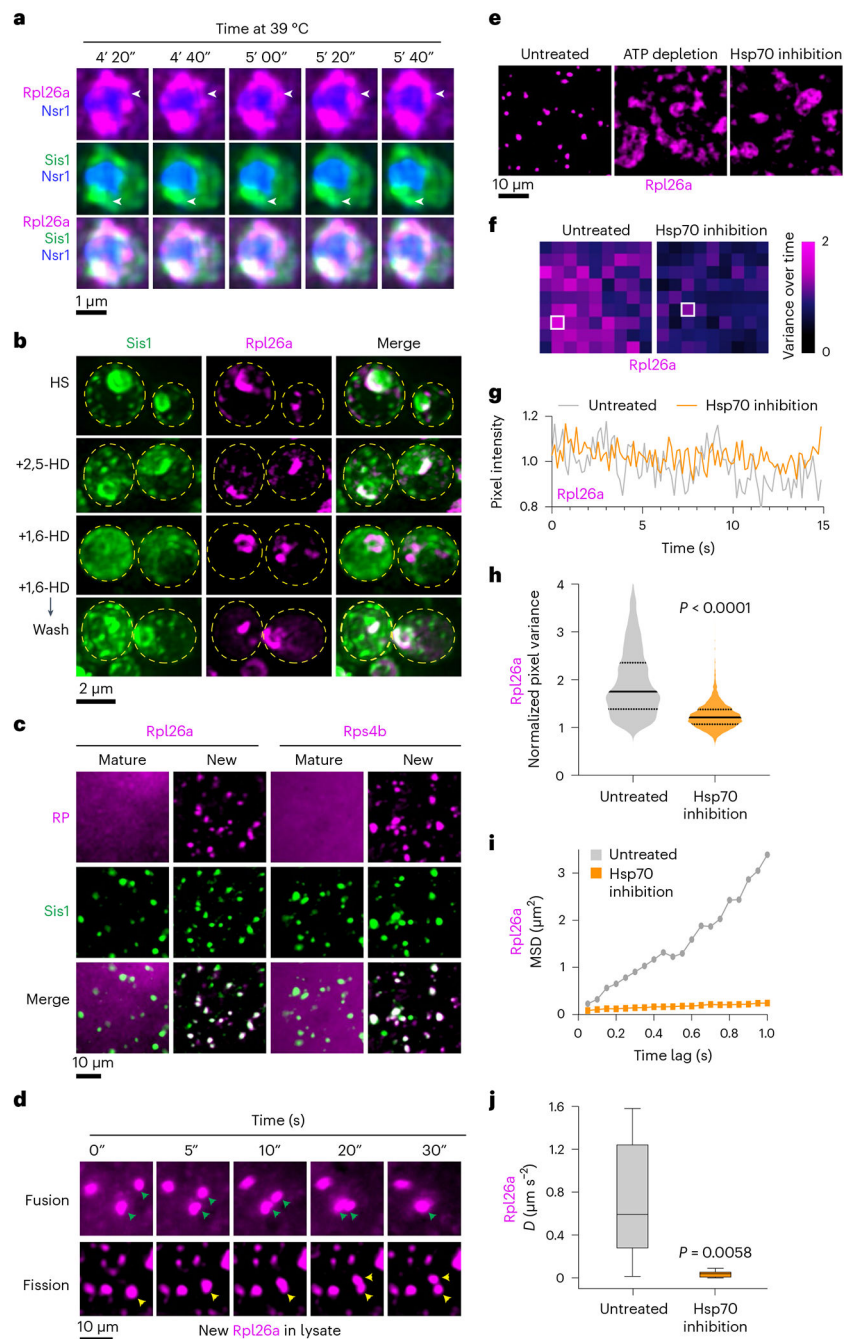 a
Time at 39 °C
4′ 20″ 4′ 40″ 5′ 00″ 5′ 20″ 5′ 40″
Rpl26a
Nsr1
Sis1
Nsr1
Rpl26a
Sis1
Nsr1
1 µm
b
Sis1 Rpl26a Merge
HS
+2,5-HD
+1,6-HD
+1,6-HD
Wash
2 µm
c
Rpl26a Rps4b
Mature New Mature New
RP
Sis1
Merge
10 µm
d
Time (s)
0″ 5″ 10″ 20″ 30″
Fusion
Fission
10 µm
New Rpl26a in lysate
e
Untreated ATP depletion Hsp70 inhibition
10 µm
Rpl26a
f
Untreated Hsp70 inhibition
2
Variance over time
0
Rpl26a
g
Untreated Hsp70 inhibition
Pixel intensity
1.2
1.0
0.8
Rpl26a
0 5 10 15
Time (s)
h
Rpl26a
Normalized pixel variance
4
3
2
1
0
P < 0.0001
Untreated Hsp70
inhibition
i
Untreated
Hsp70
inhibition
Rpl26a
MSD (µm²)
3
2
1
0
0 0.2 0.4 0.6 0.8 1.0
Time lag (s)
j
Rpl26a
D (µm s⁻²)
1.6
1.2
0.8
0.4
0
P = 0.0058
Untreated Hsp70
inhibition